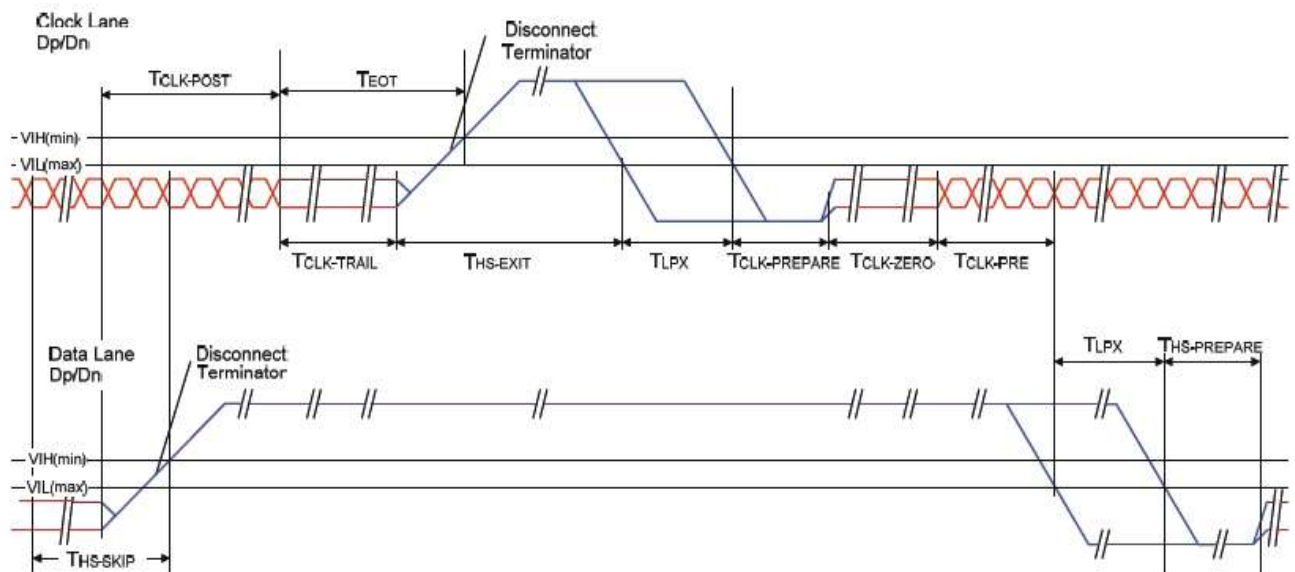 Clock Lane
Dp/Dn
Disconnect
Terminator
TCLK-POST
TEOT
VIH(min)
VIL(max)
TCLK-TRAIL
THS-EXIT
TLPX
TCLK-PREPARE
TCLK-ZERO
TCLK-PRE
Data Lane
Dp/Dn
Disconnect
Terminator
TLPX
THS-PREPARE
VIH(min)
VIL(max)
THS-SKIP